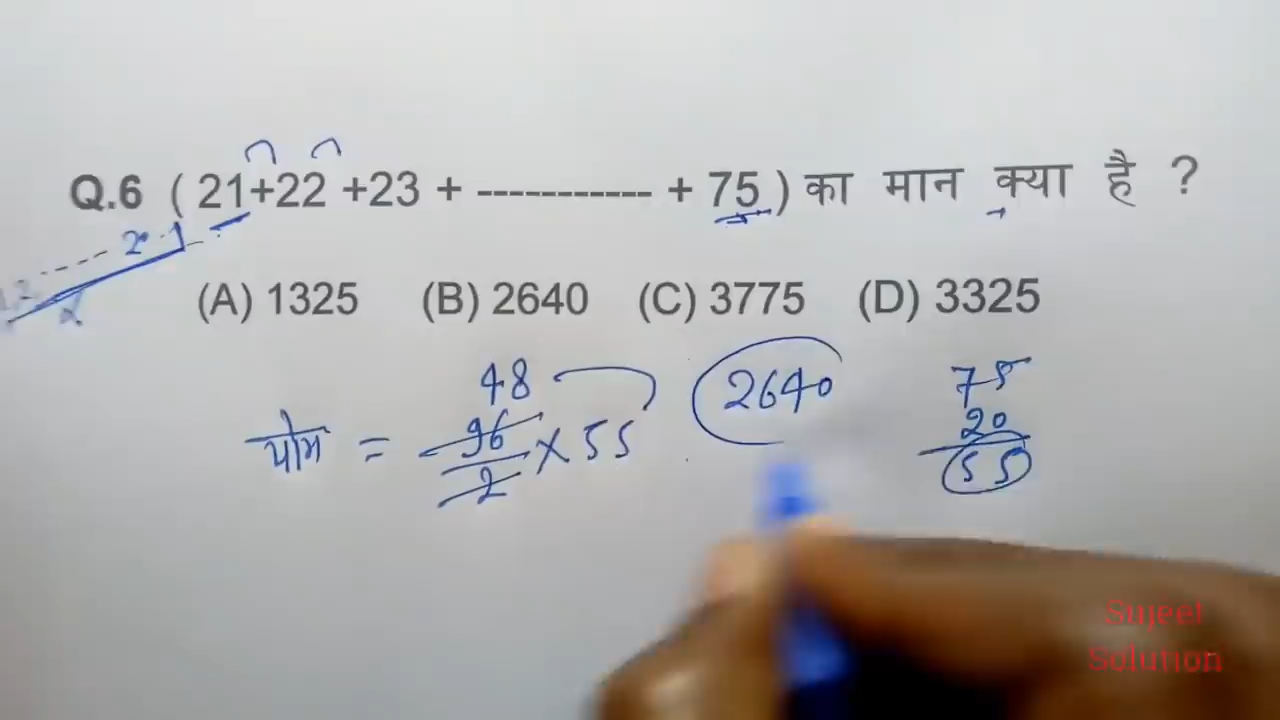 Q.6 ( 21+22 +23 + ------------ + 75 ) का मान क्या है ?
(A) 1325 (B) 2640 (C) 3775 (D) 3325
योग = 96/2 × 55
48
2640
75
20
55
Sujeet
Solution